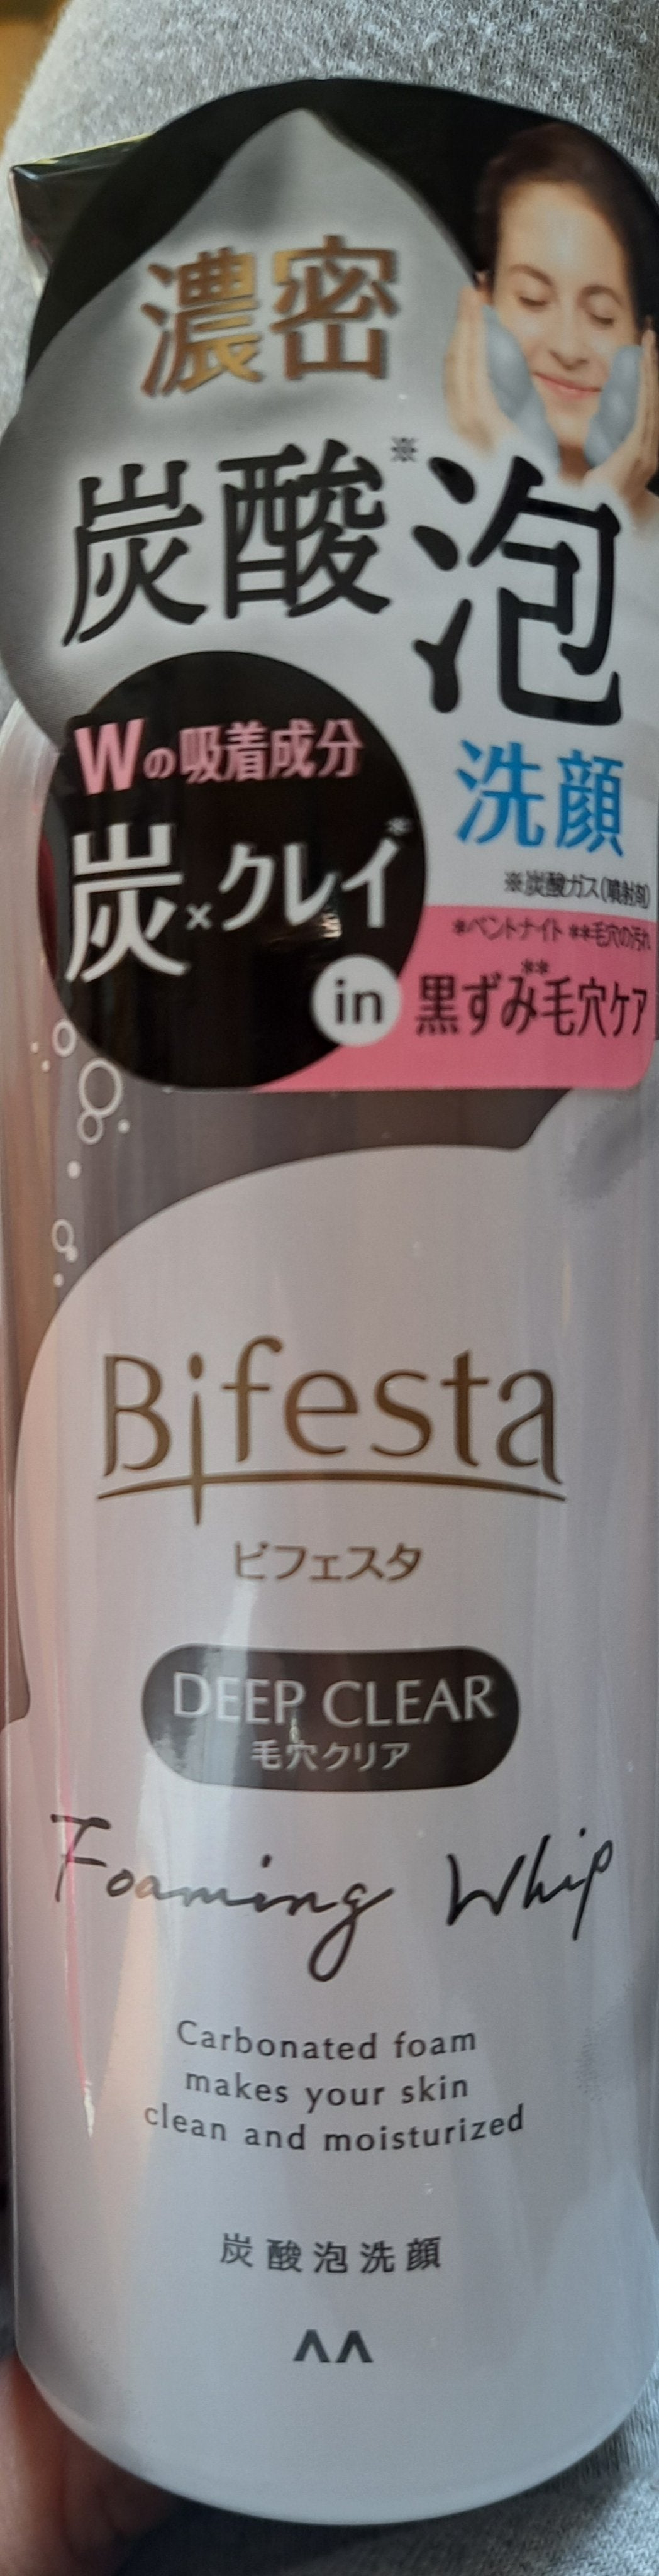 濃密
炭酸※泡
洗顔
Wの吸着成分
炭×クレイ*
in
※炭酸ガス(噴射剤)
*ベントナイト **毛穴の汚れ
黒ずみ**毛穴ケア
Bifesta
ビフェスタ
DEEP CLEAR
毛穴クリア
Foaming Whip
Carbonated foam
makes your skin
clean and moisturized
炭酸泡洗顔